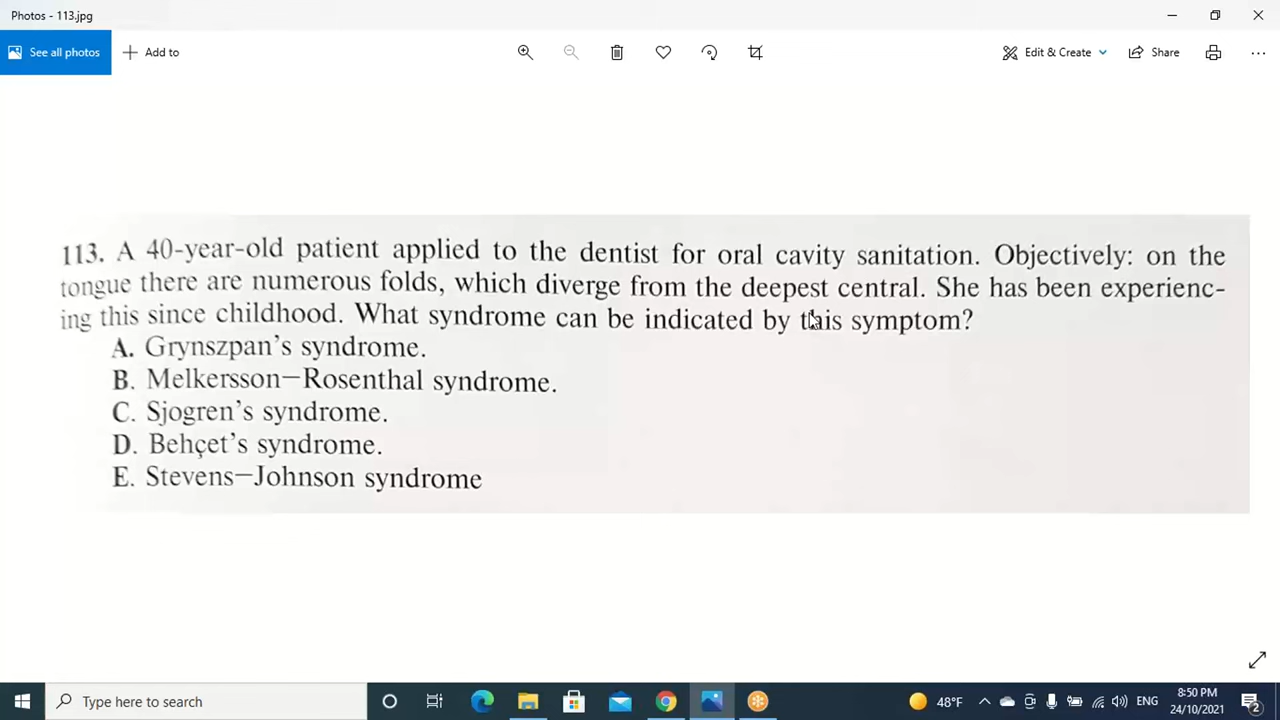 Photos - 113.jpg
See all photos
Add to
Edit & Create
Share
113. A 40-year-old patient applied to the dentist for oral cavity sanitation. Objectively: on the
tongue there are numerous folds, which diverge from the deepest central. She has been experienc-
ing this since childhood. What syndrome can be indicated by this symptom?
A. Grynszpan's syndrome.
B. Melkersson—Rosenthal syndrome.
C. Sjogren's syndrome.
D. Behçet's syndrome.
E. Stevens—Johnson syndrome
Type here to search
48°F
ENG
8:50 PM
24/10/2021
2